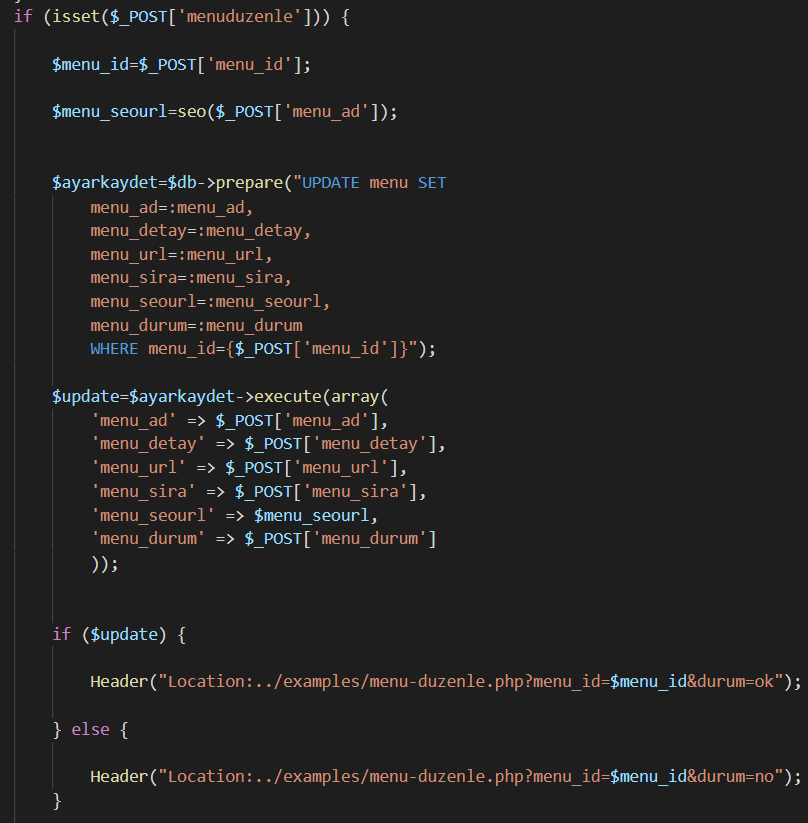 if (isset($_POST['menuduzenle'])) {
$menu_id=$_POST['menu_id'];
$menu_seourl=seo($_POST['menu_ad']);
$ayarkaydet=$db->prepare("UPDATE menu SET
menu_ad=:menu_ad,
menu_detay=:menu_detay,
menu_url=:menu_url,
menu_sira=:menu_sira,
menu_seourl=:menu_seourl,
menu_durum=:menu_durum
WHERE menu_id={$_POST['menu_id']}");
$update=$ayarkaydet->execute(array(
'menu_ad' => $_POST['menu_ad'],
'menu_detay' => $_POST['menu_detay'],
'menu_url' => $_POST['menu_url'],
'menu_sira' => $_POST['menu_sira'],
'menu_seourl' => $menu_seourl,
'menu_durum' => $_POST['menu_durum']
));
if ($update) {
Header("Location:../examples/menu-duzenle.php?menu_id=$menu_id&durum=ok");
} else {
Header("Location:../examples/menu-duzenle.php?menu_id=$menu_id&durum=no");
}